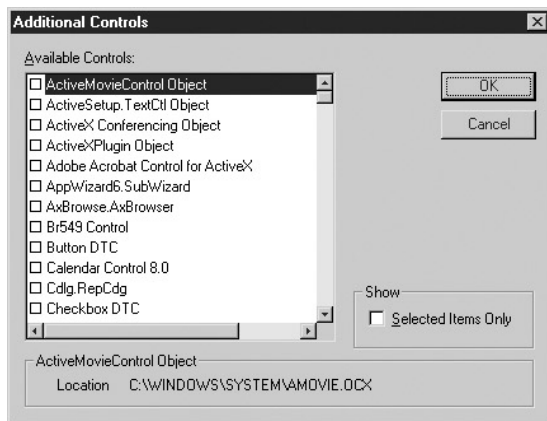 Additional Controls
Available Controls:
ActiveMovieControl Object
ActiveSetup.TextCtl Object
ActiveX Conferencing Object
ActiveXPlugin Object
Adobe Acrobat Control for ActiveX
AppWizard6.SubWizard
AxBrowse.AxBrowser
Br549 Control
Button DTC
Calendar Control 8.0
Cdlg.RepCdg
Checkbox DTC
OK
Cancel
Show
Selected Items Only
ActiveMovieControl Object
Location C:\WINDOWS\SYSTEM\AMOVIE.OCX